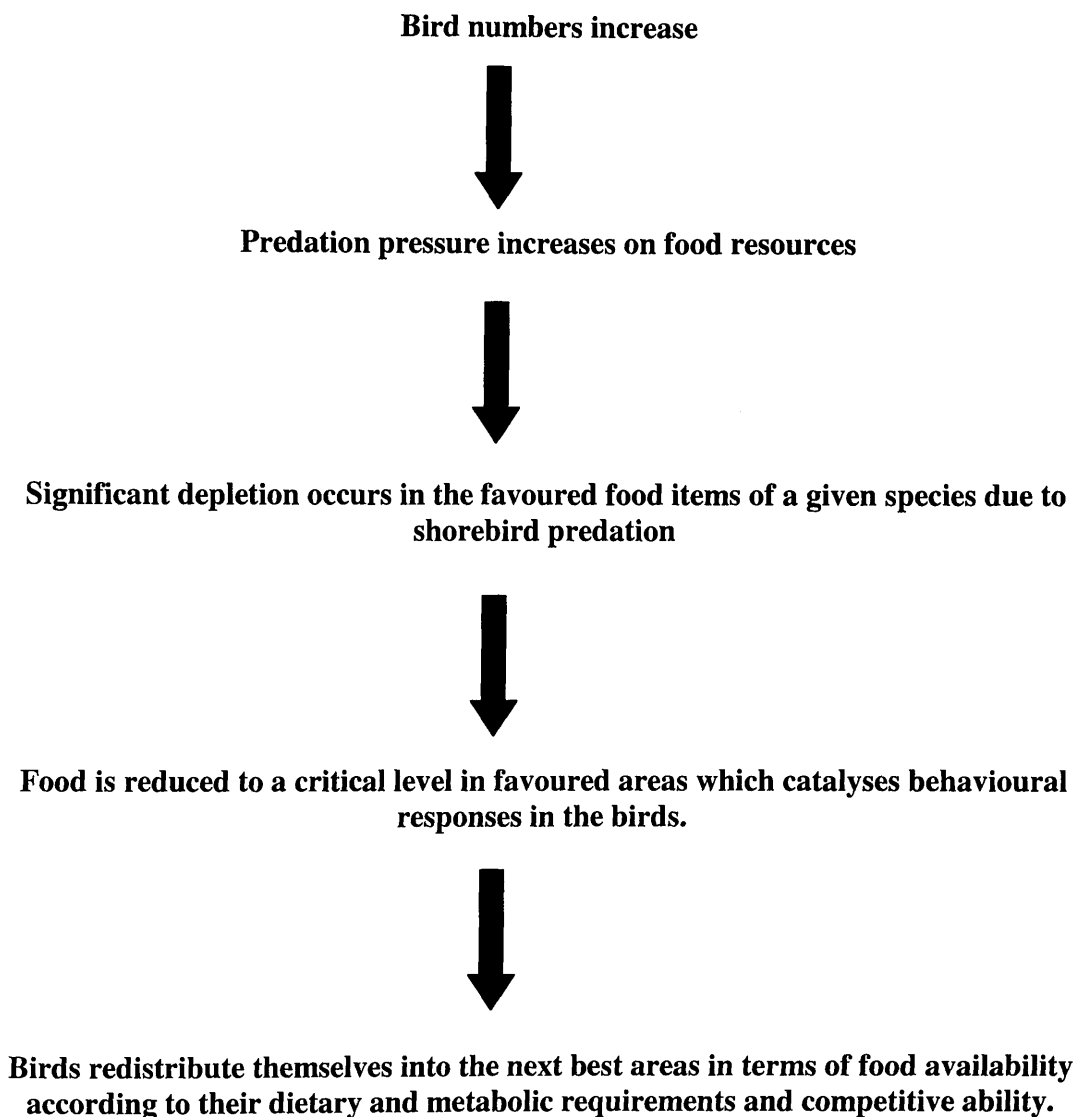 Bird numbers increase
Predation pressure increases on food resources
Significant depletion occurs in the favoured food items of a given species due to
shorebird predation
Food is reduced to a critical level in favoured areas which catalyses behavioural
responses in the birds.
Birds redistribute themselves into the next best areas in terms of food availability
according to their dietary and metabolic requirements and competitive ability.